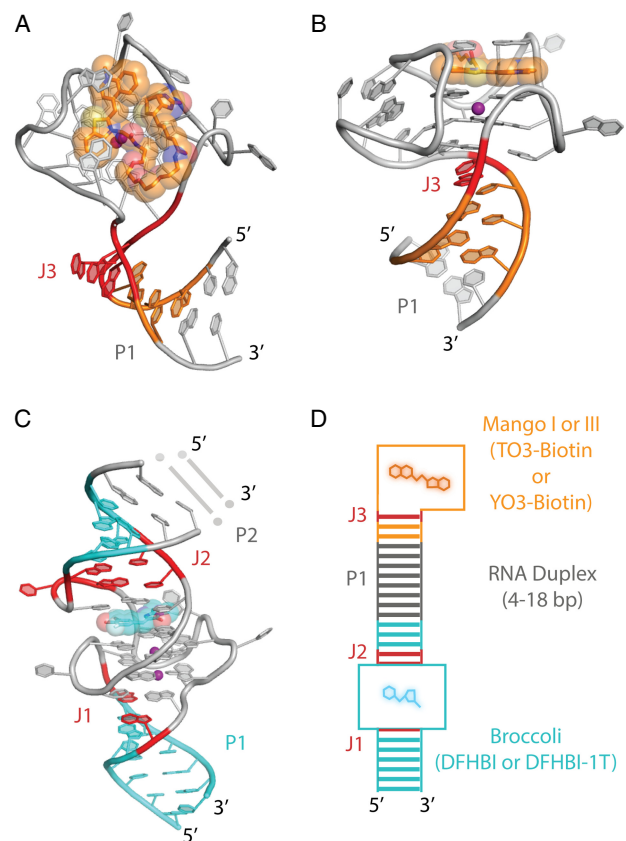 A
J3
5′
3′
P1
B
J3
5′
P1
3′
C
5′
3′
P2
J2
J1
P1
3′
5′
D
Mango I or III
(TO3-Biotin
or
YO3-Biotin)
J3
P1
RNA Duplex
(4-18 bp)
J2
J1
Broccoli
(DFHBI or DFHBI-1T)
5′ 3′